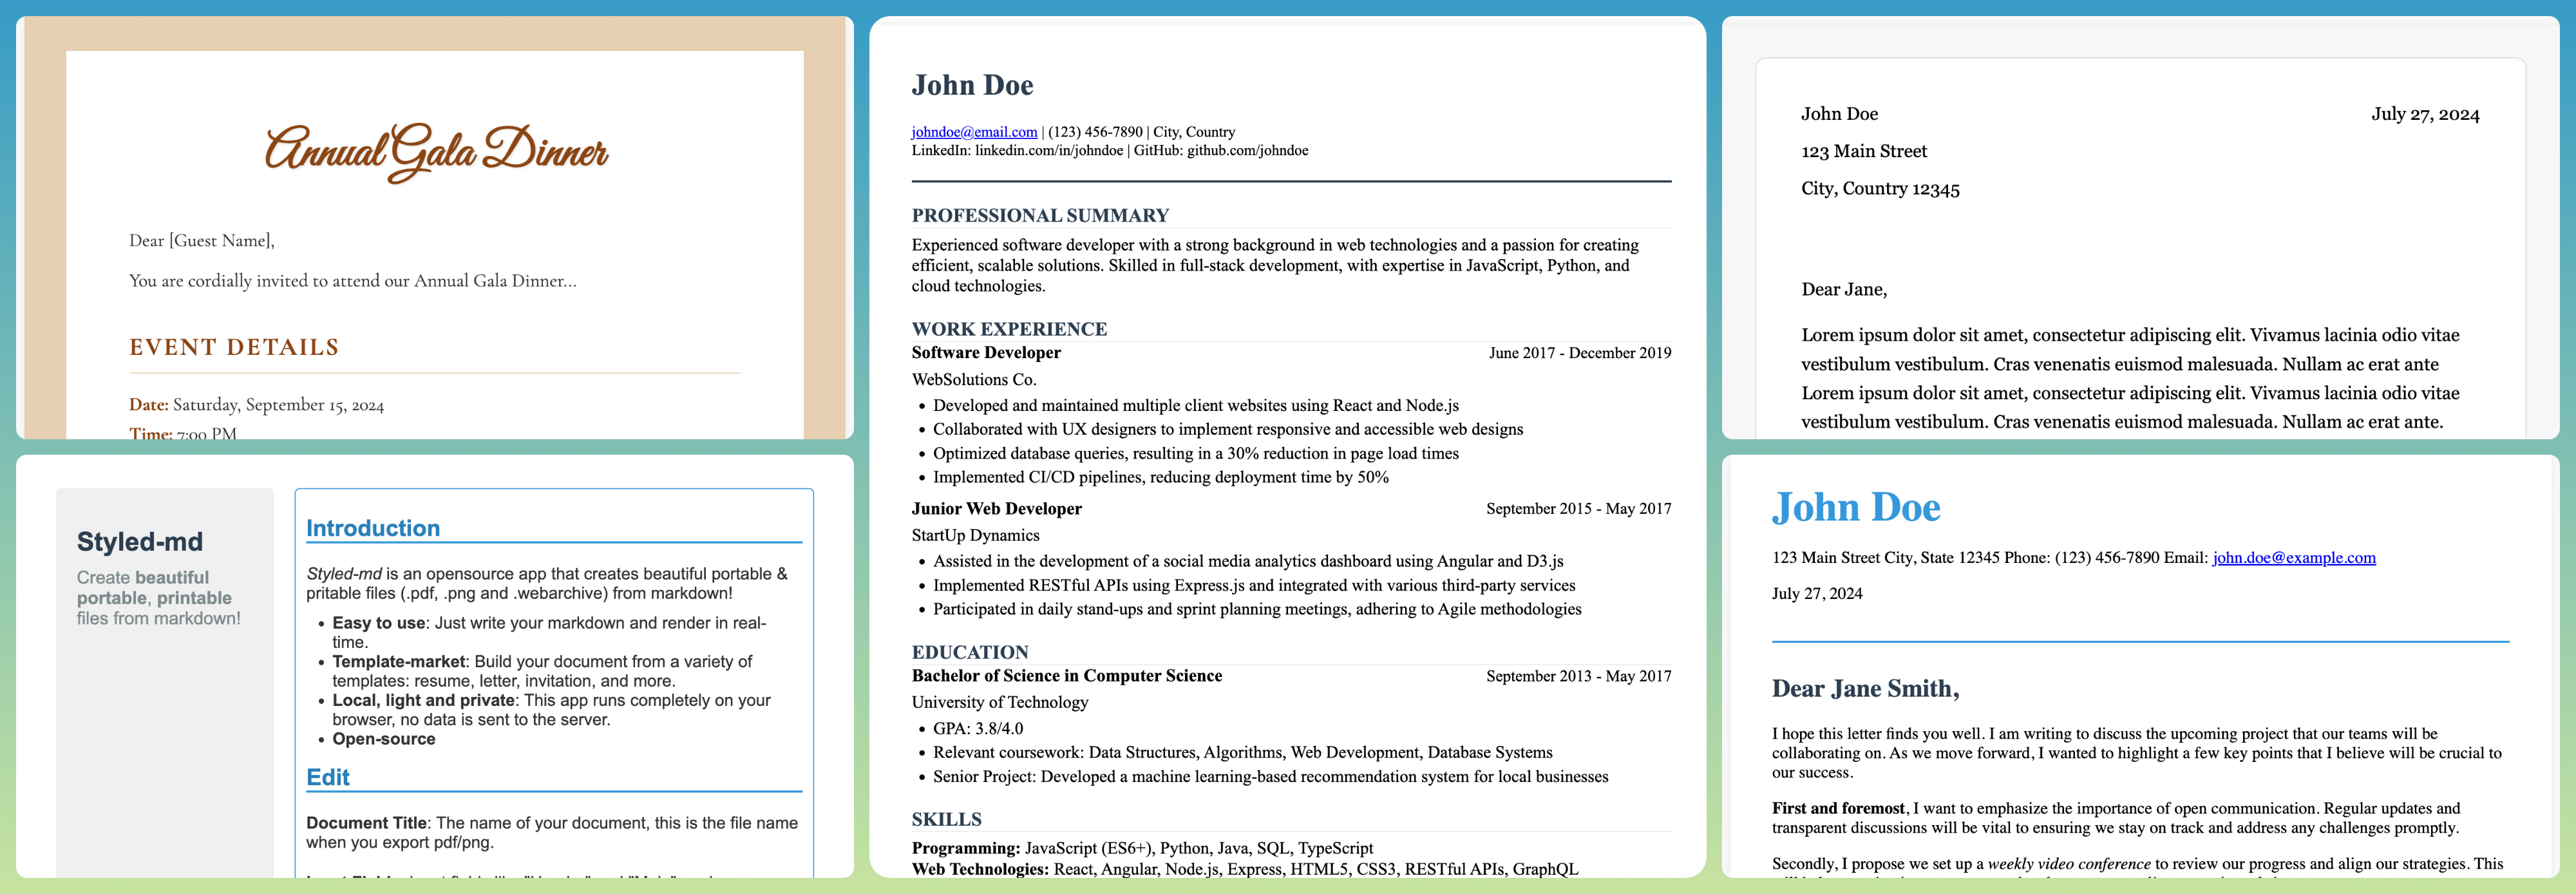 Annual Gala Dinner
Dear [Guest Name],
You are cordially invited to attend our Annual Gala Dinner...
EVENT DETAILS
Date: Saturday, September 15, 2024
Time: 7:00 PM
Styled-md
Create beautiful
portable, printable
files from markdown!
Introduction
Styled-md is an opensource app that creates beautiful portable &
pritable files (.pdf, .png and .webarchive) from markdown!
• Easy to use: Just write your markdown and render in real-
time.
• Template-market: Build your document from a variety of
templates: resume, letter, invitation, and more.
• Local, light and private: This app runs completely on your
browser, no data is sent to the server.
• Open-source
Edit
Document Title: The name of your document, this is the file name
when you export pdf/png.
John Doe
johndoe@email.com | (123) 456-7890 | City, Country
LinkedIn: linkedin.com/in/johndoe | GitHub: github.com/johndoe
PROFESSIONAL SUMMARY
Experienced software developer with a strong background in web technologies and a passion for creating
efficient, scalable solutions. Skilled in full-stack development, with expertise in JavaScript, Python, and
cloud technologies.
WORK EXPERIENCE
Software Developer June 2017 - December 2019
WebSolutions Co.
• Developed and maintained multiple client websites using React and Node.js
• Collaborated with UX designers to implement responsive and accessible web designs
• Optimized database queries, resulting in a 30% reduction in page load times
• Implemented CI/CD pipelines, reducing deployment time by 50%
Junior Web Developer September 2015 - May 2017
StartUp Dynamics
• Assisted in the development of a social media analytics dashboard using Angular and D3.js
• Implemented RESTful APIs using Express.js and integrated with various third-party services
• Participated in daily stand-ups and sprint planning meetings, adhering to Agile methodologies
EDUCATION
Bachelor of Science in Computer Science September 2013 - May 2017
University of Technology
• GPA: 3.8/4.0
• Relevant coursework: Data Structures, Algorithms, Web Development, Database Systems
• Senior Project: Developed a machine learning-based recommendation system for local businesses
SKILLS
Programming: JavaScript (ES6+), Python, Java, SQL, TypeScript
Web Technologies: React, Angular, Node.js, Express, HTML5, CSS3, RESTful APIs, GraphQL
John Doe July 27, 2024
123 Main Street
City, Country 12345
Dear Jane,
Lorem ipsum dolor sit amet, consectetur adipiscing elit. Vivamus lacinia odio vitae
vestibulum vestibulum. Cras venenatis euismod malesuada. Nullam ac erat ante
Lorem ipsum dolor sit amet, consectetur adipiscing elit. Vivamus lacinia odio vitae
vestibulum vestibulum. Cras venenatis euismod malesuada. Nullam ac erat ante.
John Doe
123 Main Street City, State 12345 Phone: (123) 456-7890 Email: john.doe@example.com
July 27, 2024
Dear Jane Smith,
I hope this letter finds you well. I am writing to discuss the upcoming project that our teams will be
collaborating on. As we move forward, I wanted to highlight a few key points that I believe will be crucial to
our success.
First and foremost, I want to emphasize the importance of open communication. Regular updates and
transparent discussions will be vital to ensuring we stay on track and address any challenges promptly.
Secondly, I propose we set up a weekly video conference to review our progress and align our strategies. This